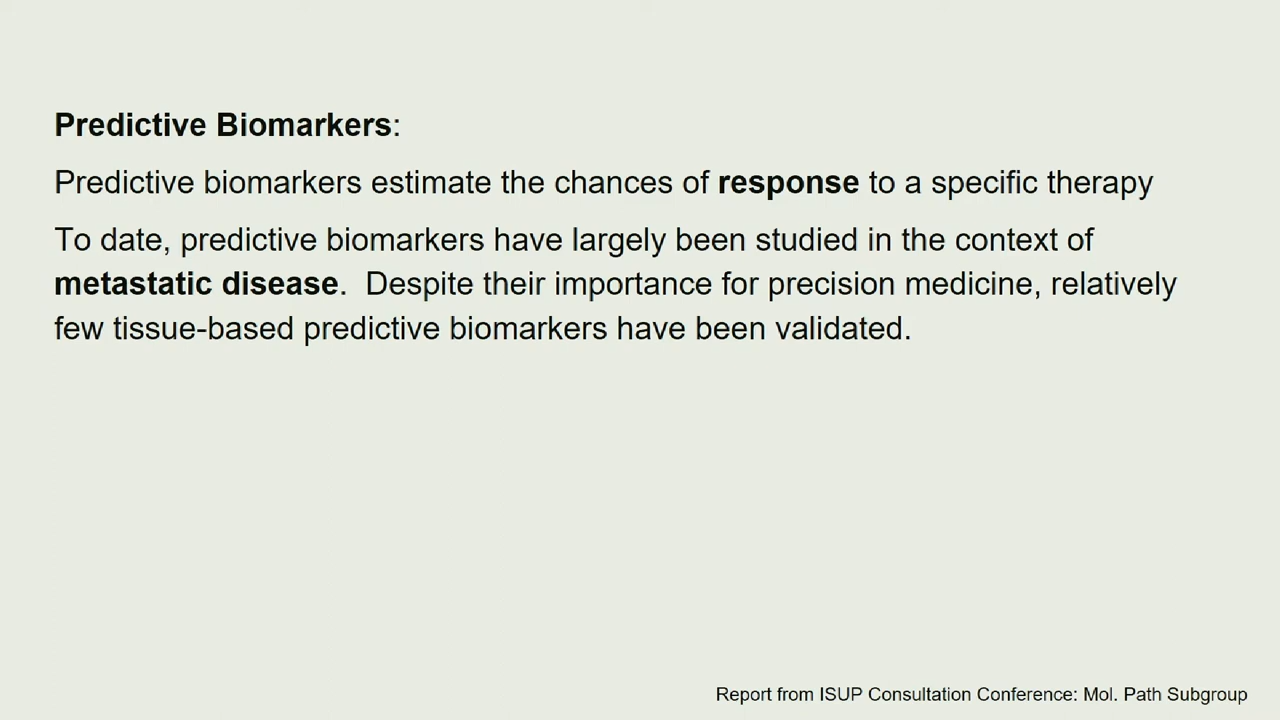 Predictive Biomarkers:
Predictive biomarkers estimate the chances of response to a specific therapy
To date, predictive biomarkers have largely been studied in the context of
metastatic disease.  Despite their importance for precision medicine, relatively
few tissue-based predictive biomarkers have been validated.
Report from ISUP Consultation Conference: Mol. Path Subgroup